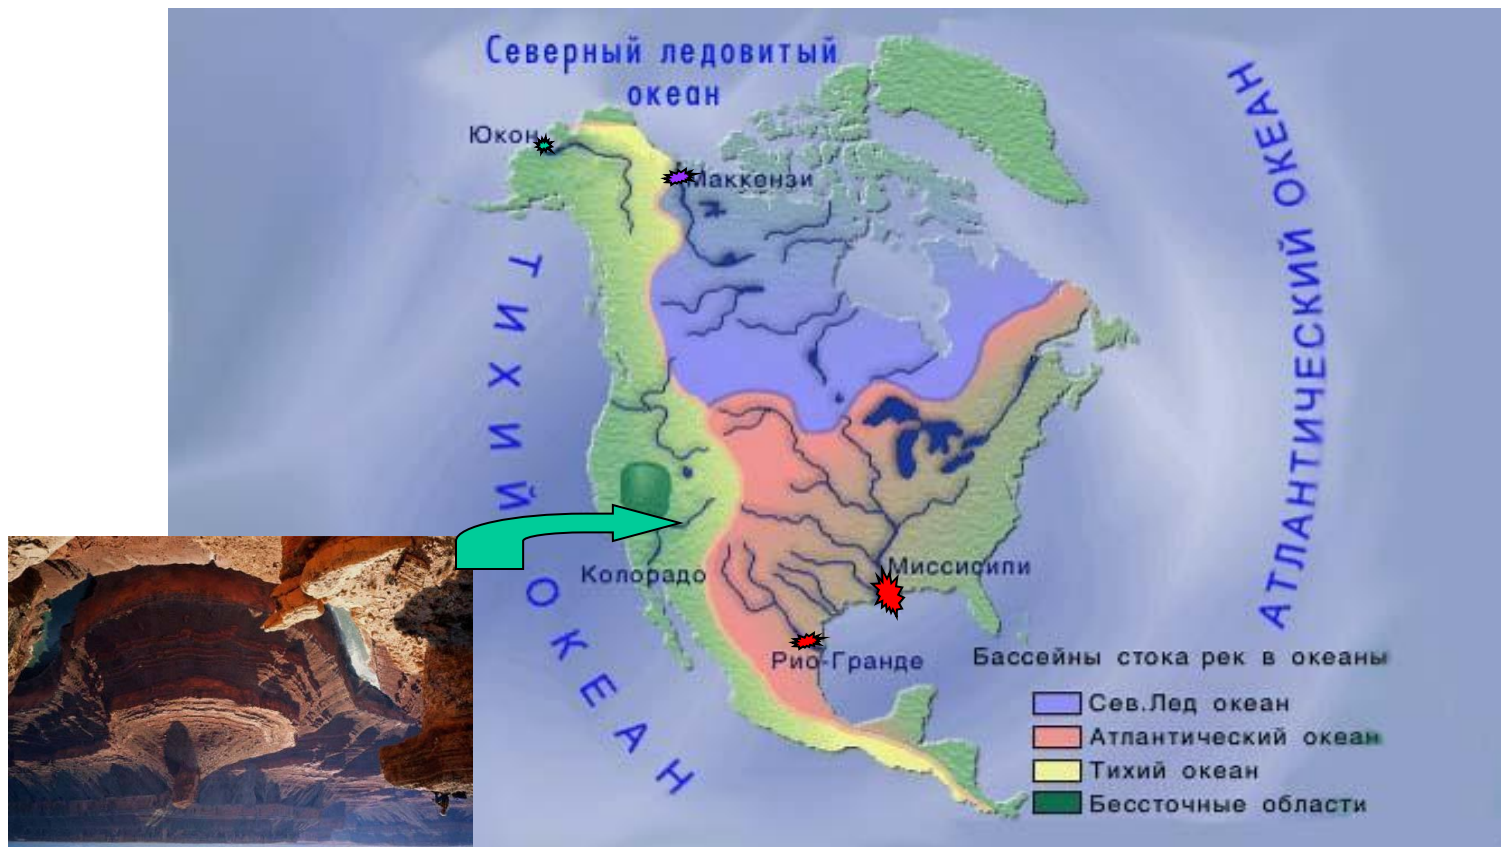 Северный ледовитый
океан
АТЛАНТИЧЕСКИЙ ОКЕАН
Юкон
Маккензи
ТИХИЙ ОКЕАН
Миссисипи
Колорадо
Рио-Гранде
Бассейны стока рек в океаны
Сев.Лед океан
Атлантический океан
Тихий океан
Бессточные области